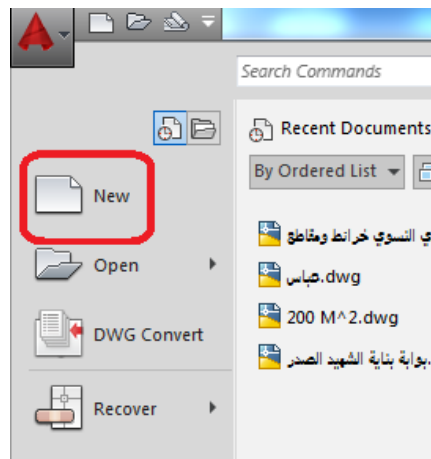 Search Commands
Recent Documents
By Ordered List
New
ي النسوي خرائط ومقاطع
Open
عباس.dwg
DWG Convert
200 M^2.dwg
بوابة بناية الشهيد الصدر.
Recover